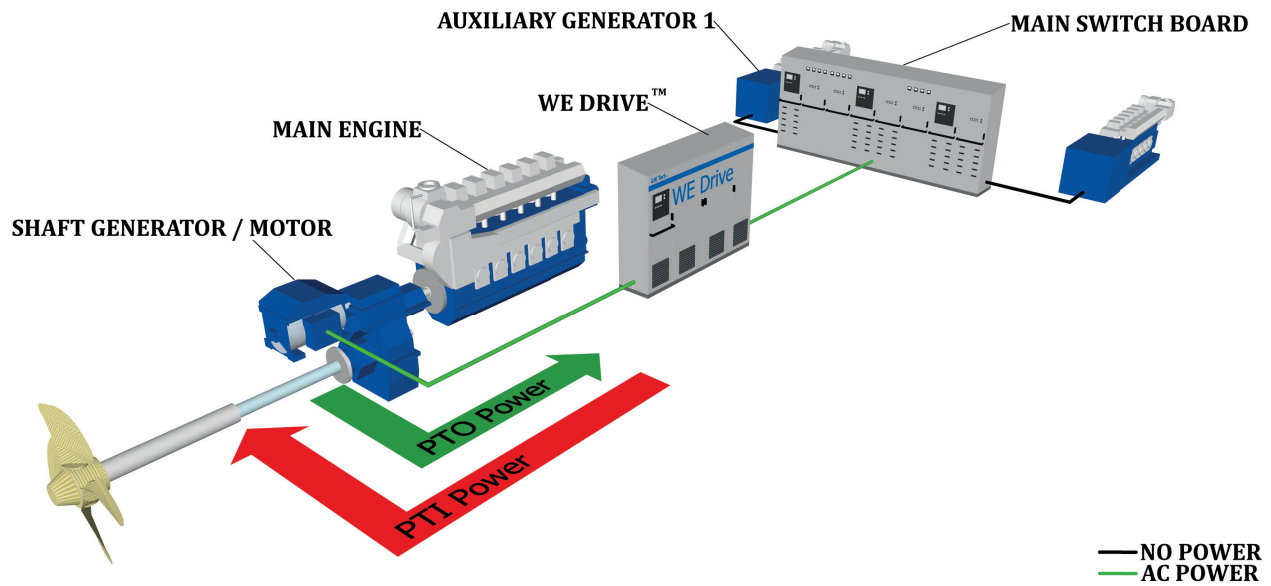 AUXILIARY GENERATOR 1
MAIN SWITCH BOARD
WE DRIVE™
MAIN ENGINE
WE Drive
SHAFT GENERATOR / MOTOR
PTO Power
PTI Power
NO POWER
AC POWER